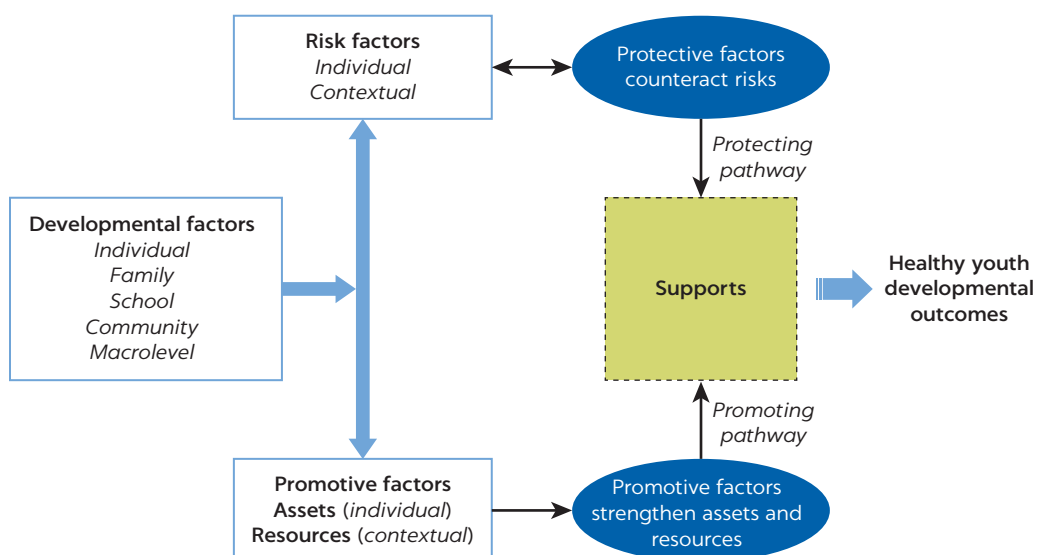 Risk factors
Individual
Contextual
Protective factors
counteract risks
Protecting
pathway
Developmental factors
Individual
Family
School
Community
Macrolevel
Supports
Healthy youth
developmental
outcomes
Promoting
pathway
Promotive factors
Assets (individual)
Resources (contextual)
Promotive factors
strengthen assets and
resources